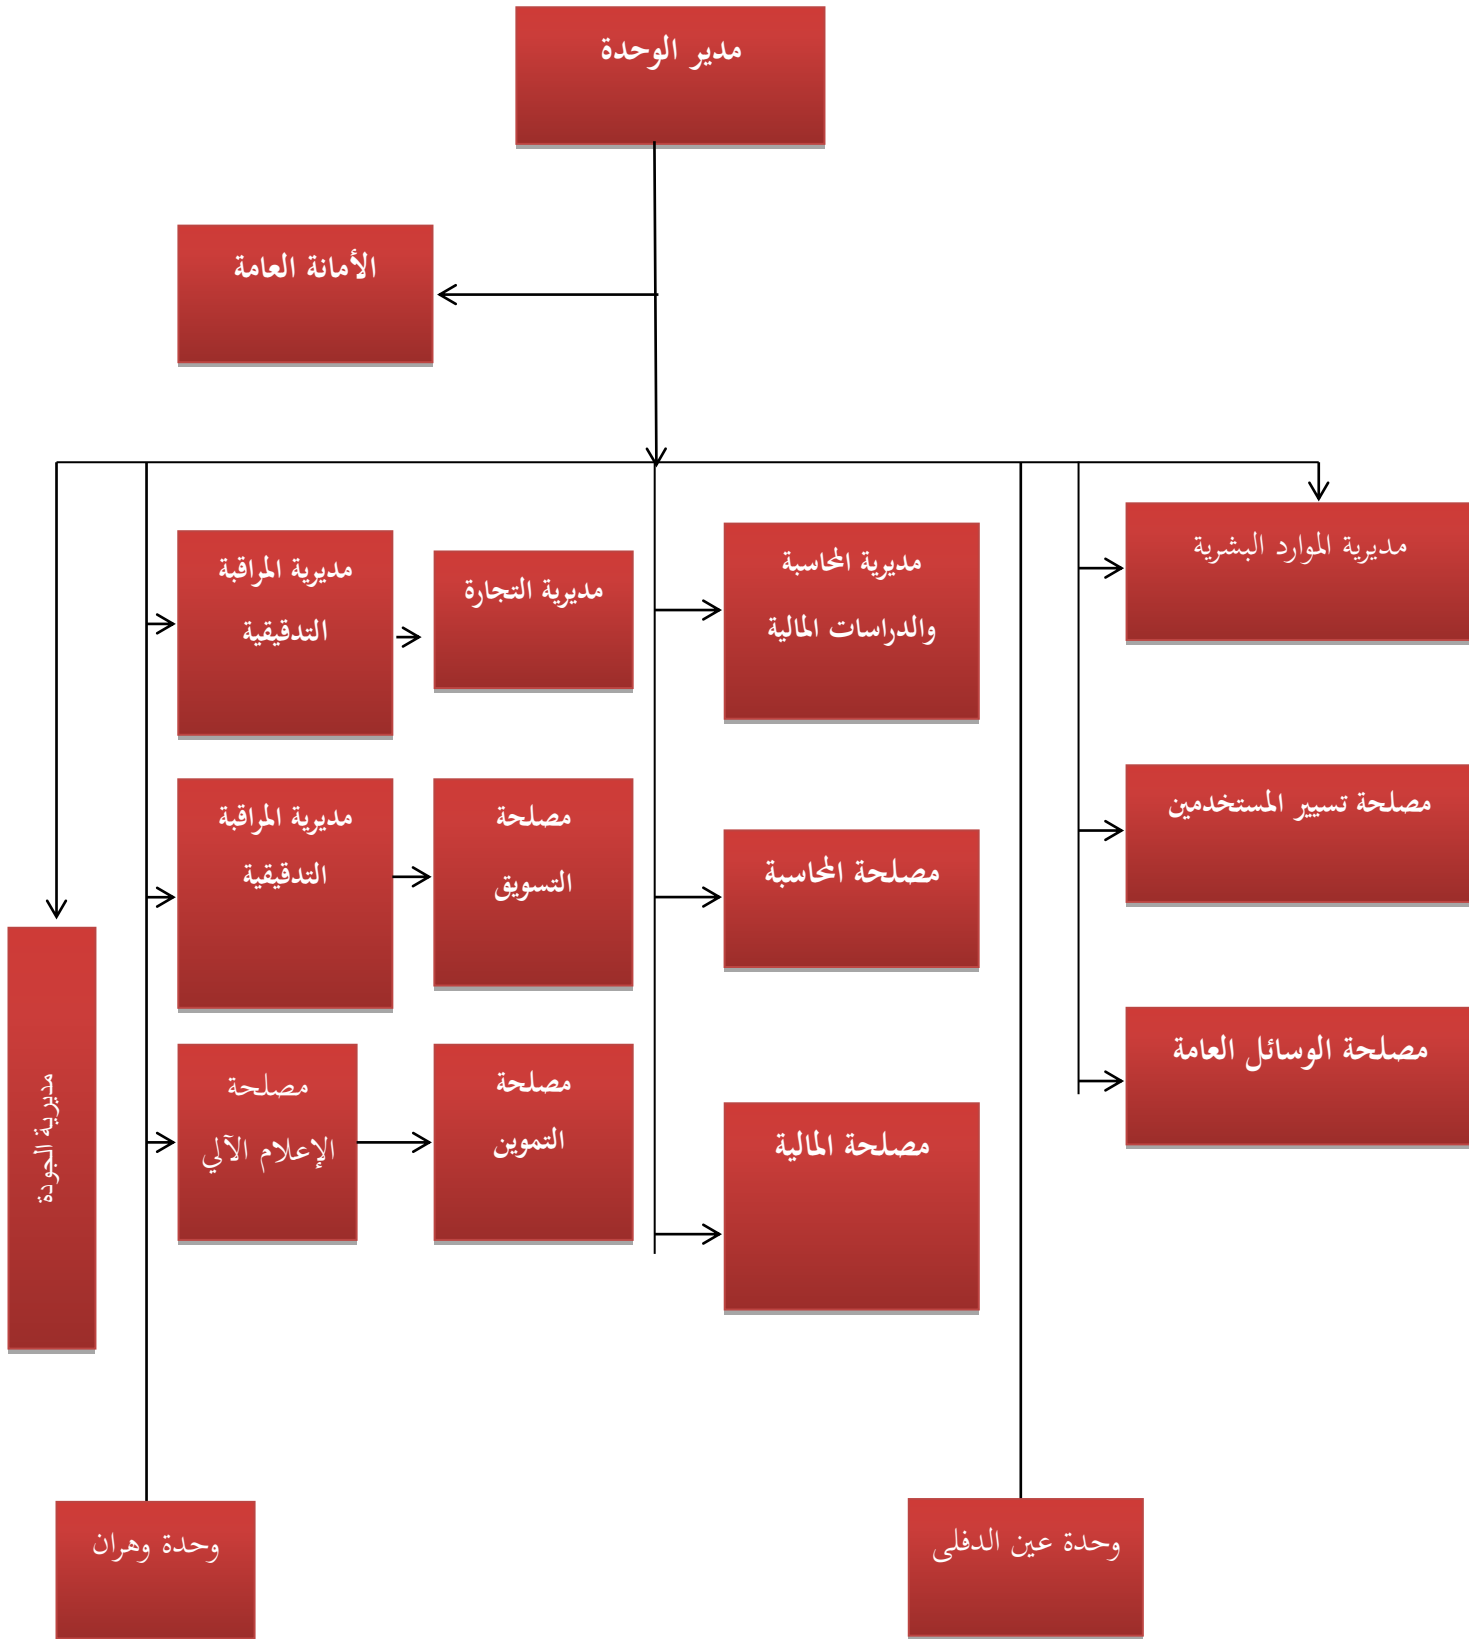 مدير الوحدة
الأمانة العامة
مديرية الموارد البشرية
مديرية المحاسبة
والدراسات المالية
مديرية التجارة
مديرية المراقبة
التدقيقية
مصلحة تسيير المستخدمين
مصلحة المحاسبة
مصلحة
التسويق
مديرية المراقبة
التدقيقية
مصلحة الوسائل العامة
مصلحة المالية
مصلحة
التموين
مصلحة
الإعلام الآلي
مديرية الجودة
وحدة عين الدفلى
وحدة وهران